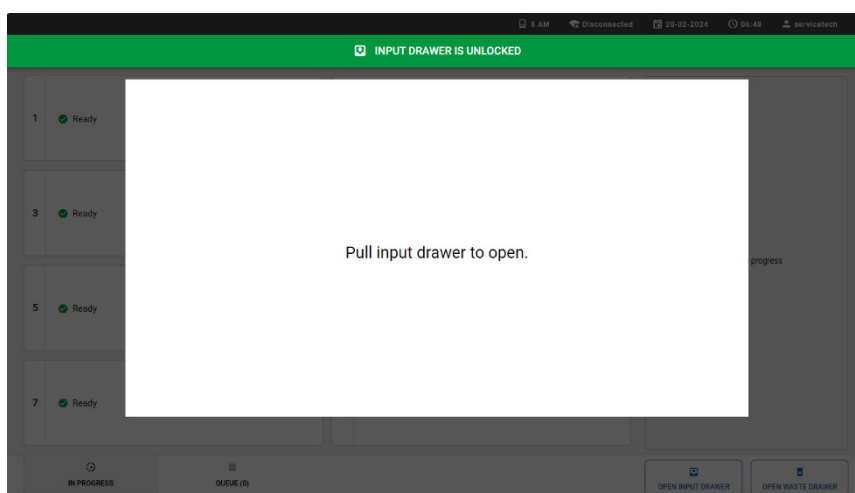 8 AM Disconnected 20-02-2024 06:48 servicetech
INPUT DRAWER IS UNLOCKED
1 Ready
3 Ready
Pull input drawer to open.
progress
5 Ready
7 Ready
IN PROGRESS QUEUE (0) OPEN INPUT DRAWER OPEN WASTE DRAWER